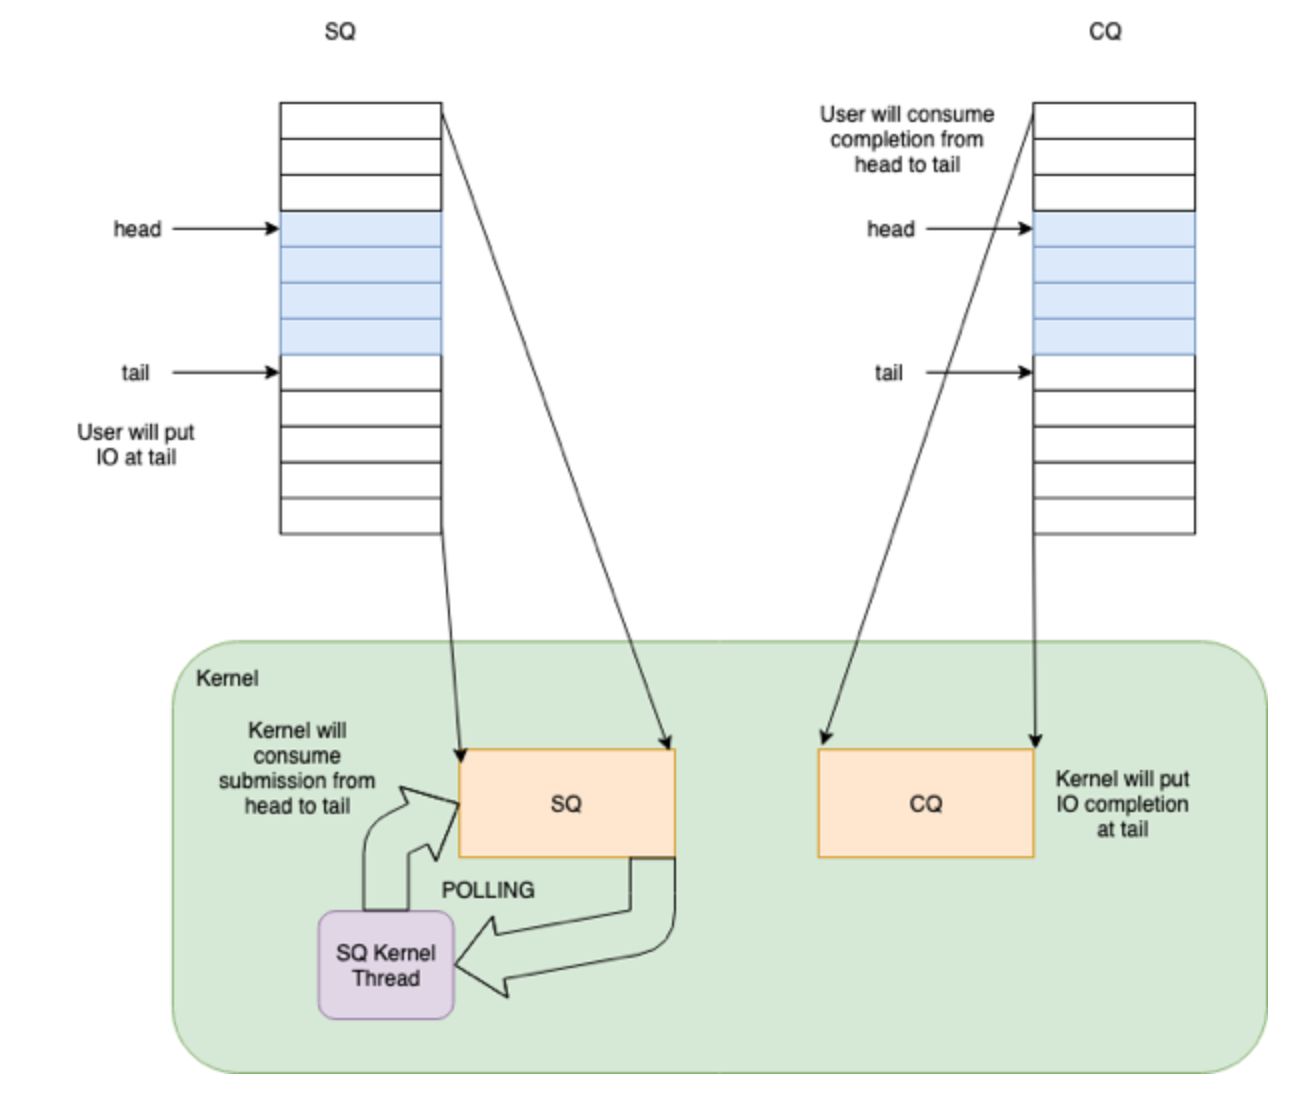 SQ
CQ
User will consume
completion from
head to tail
head
head
tail
tail
User will put
IO at tail
Kernel
Kernel will
consume
submission from
head to tail
SQ
CQ
Kernel will put
IO completion
at tail
POLLING
SQ Kernel
Thread